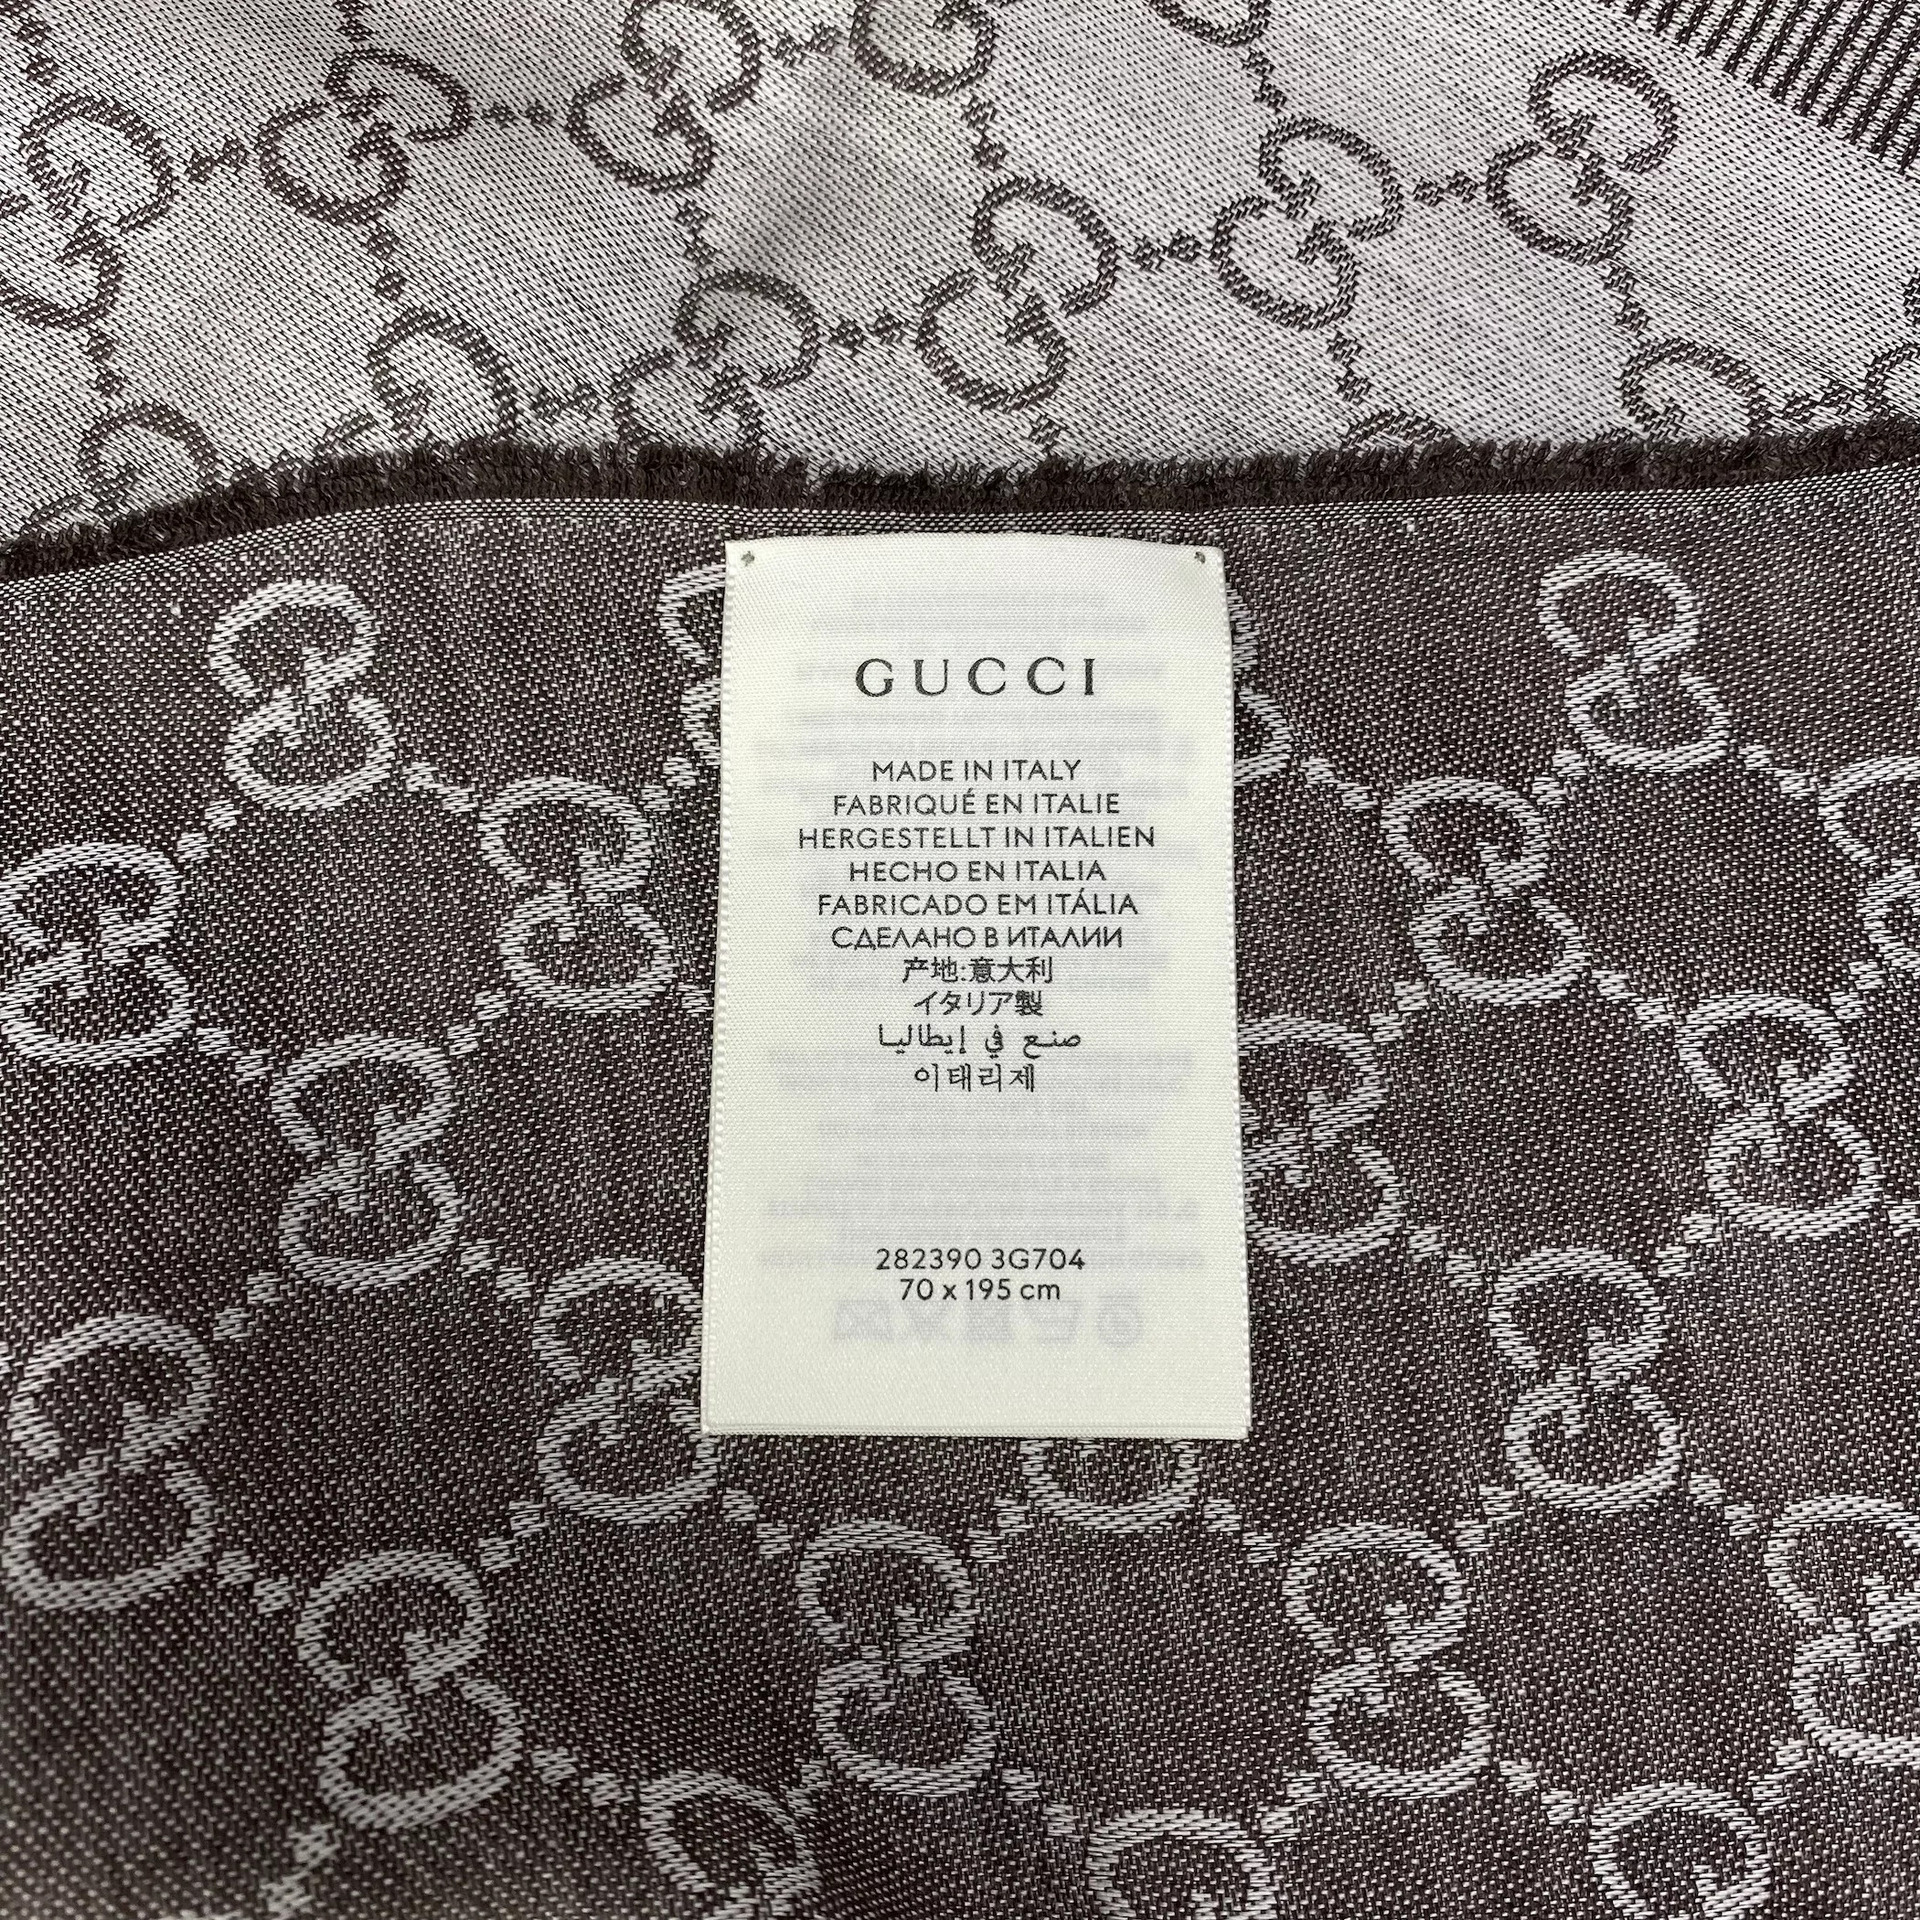 GUCCI
MADE IN ITALY
FABRIQUÉ EN ITALIE
HERGESTELLT IN ITALIEN
HECHO EN ITALIA
FABRICADO EM ITÁLIA
СДЕЛАНО В ИТАЛИИ
产地:意大利
イタリア製
صنع في إيطاليا
이태리제
282390 3G704
70 x 195 cm